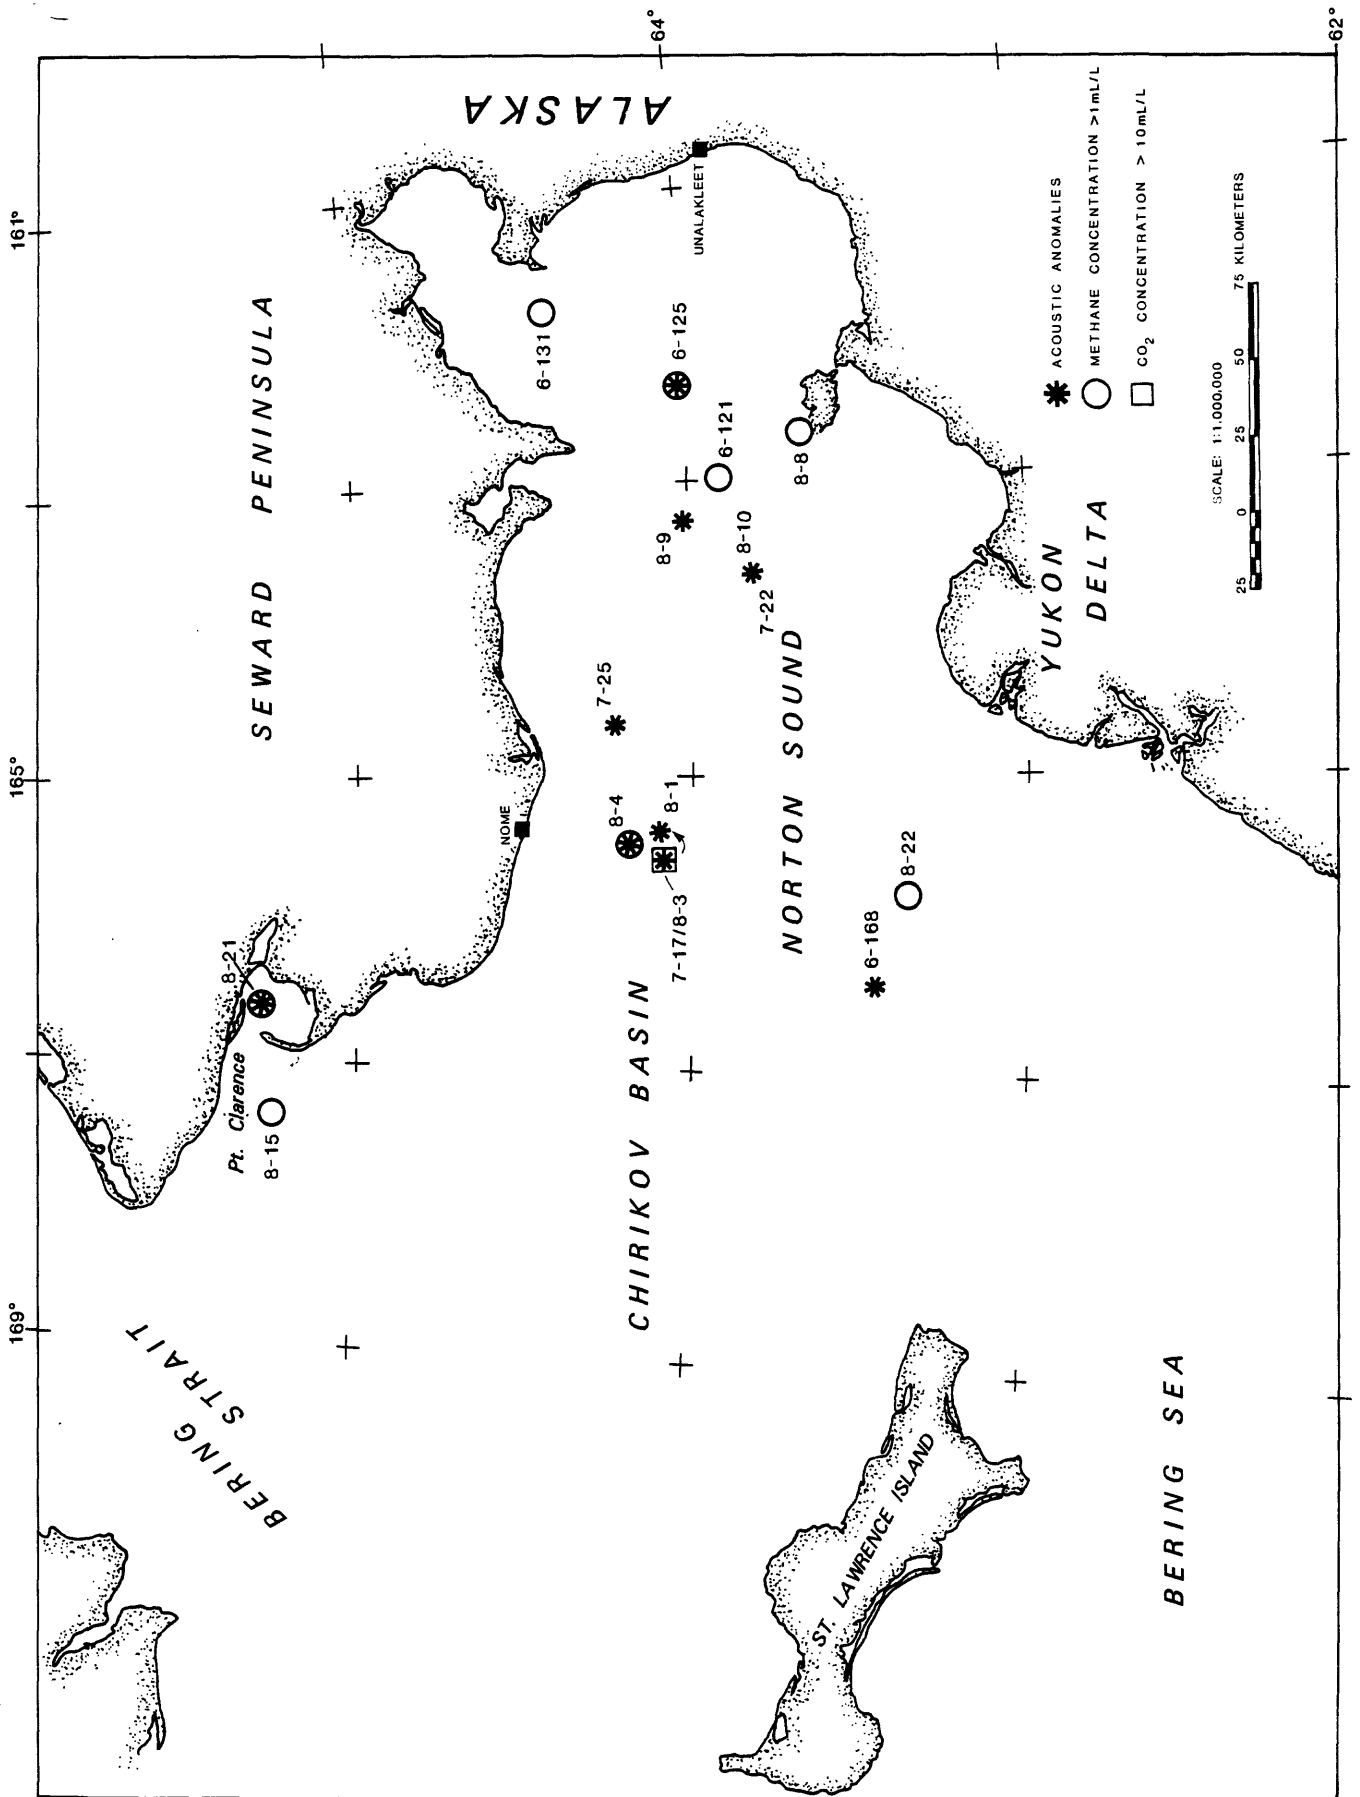 169°
165°
161°
64°
62°
BERING STRAIT
SEWARD PENINSULA
ALASKA
Pt. Clarence
8-15
8-21
NOME
6-131
UNALAKLEET
6-125
6-121
8-8
8-9
8-10
7-22
7-25
8-4
8-1
7-17/8-3
CHIRIKOV BASIN
NORTON SOUND
6-168
8-22
YUKON
DELTA
ST. LAWRENCE ISLAND
BERING SEA
ACOUSTIC ANOMALIES
METHANE CONCENTRATION >1mL/L
CO2 CONCENTRATION > 10mL/L
SCALE: 1:1.000.000
25 0 25 50 75 KILOMETERS